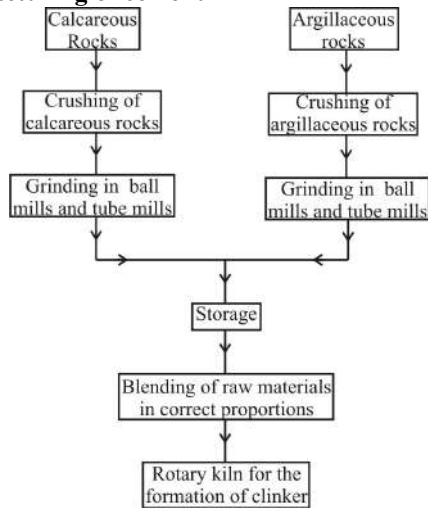 Calcareous
Rocks
Argillaceous
rocks
Crushing of
calcareous rocks
Crushing of
argillaceous rocks
Grinding in ball
mills and tube mills
Grinding in ball
mills and tube mills
Storage
Blending of raw materials
in correct proportions
Rotary kiln for the
formation of clinker